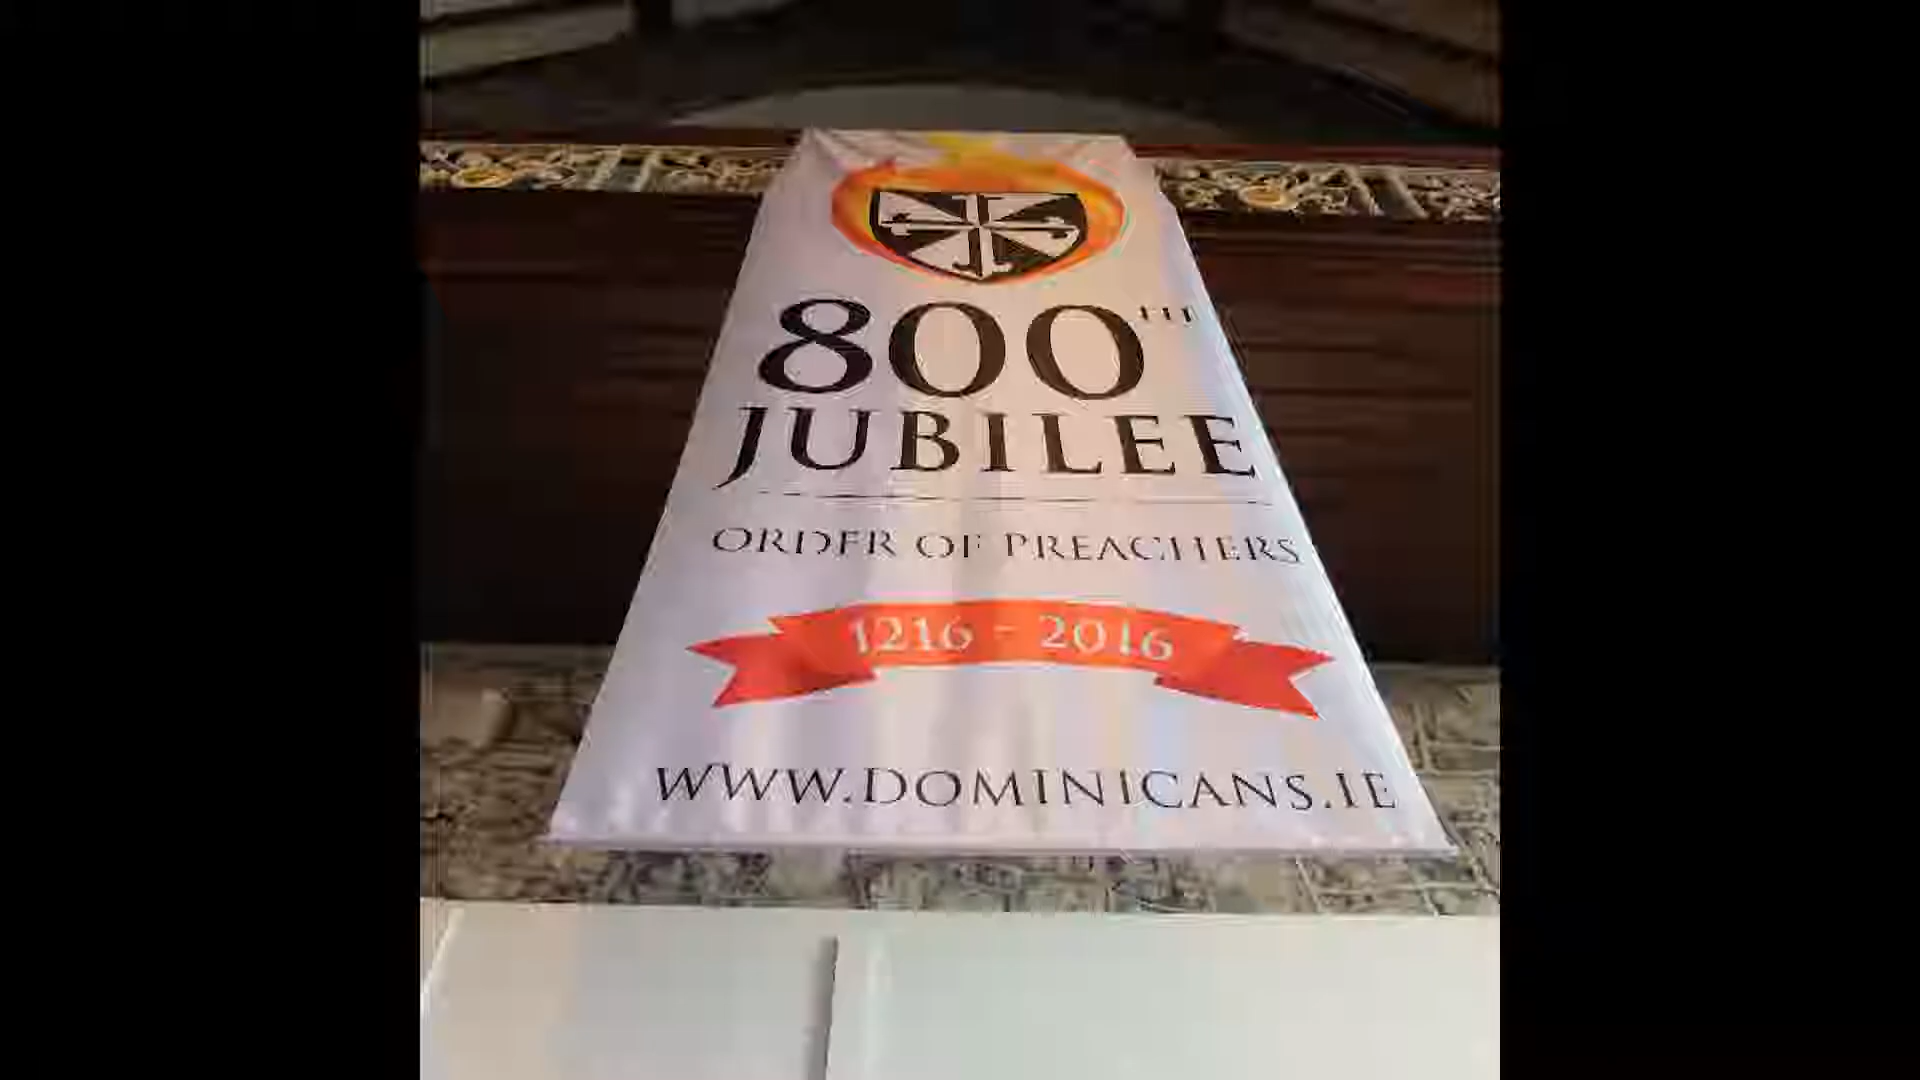 800TH
JUBILEE
ORDER OF PREACHERS
1216 - 2016
WWW.DOMINICANS.IE